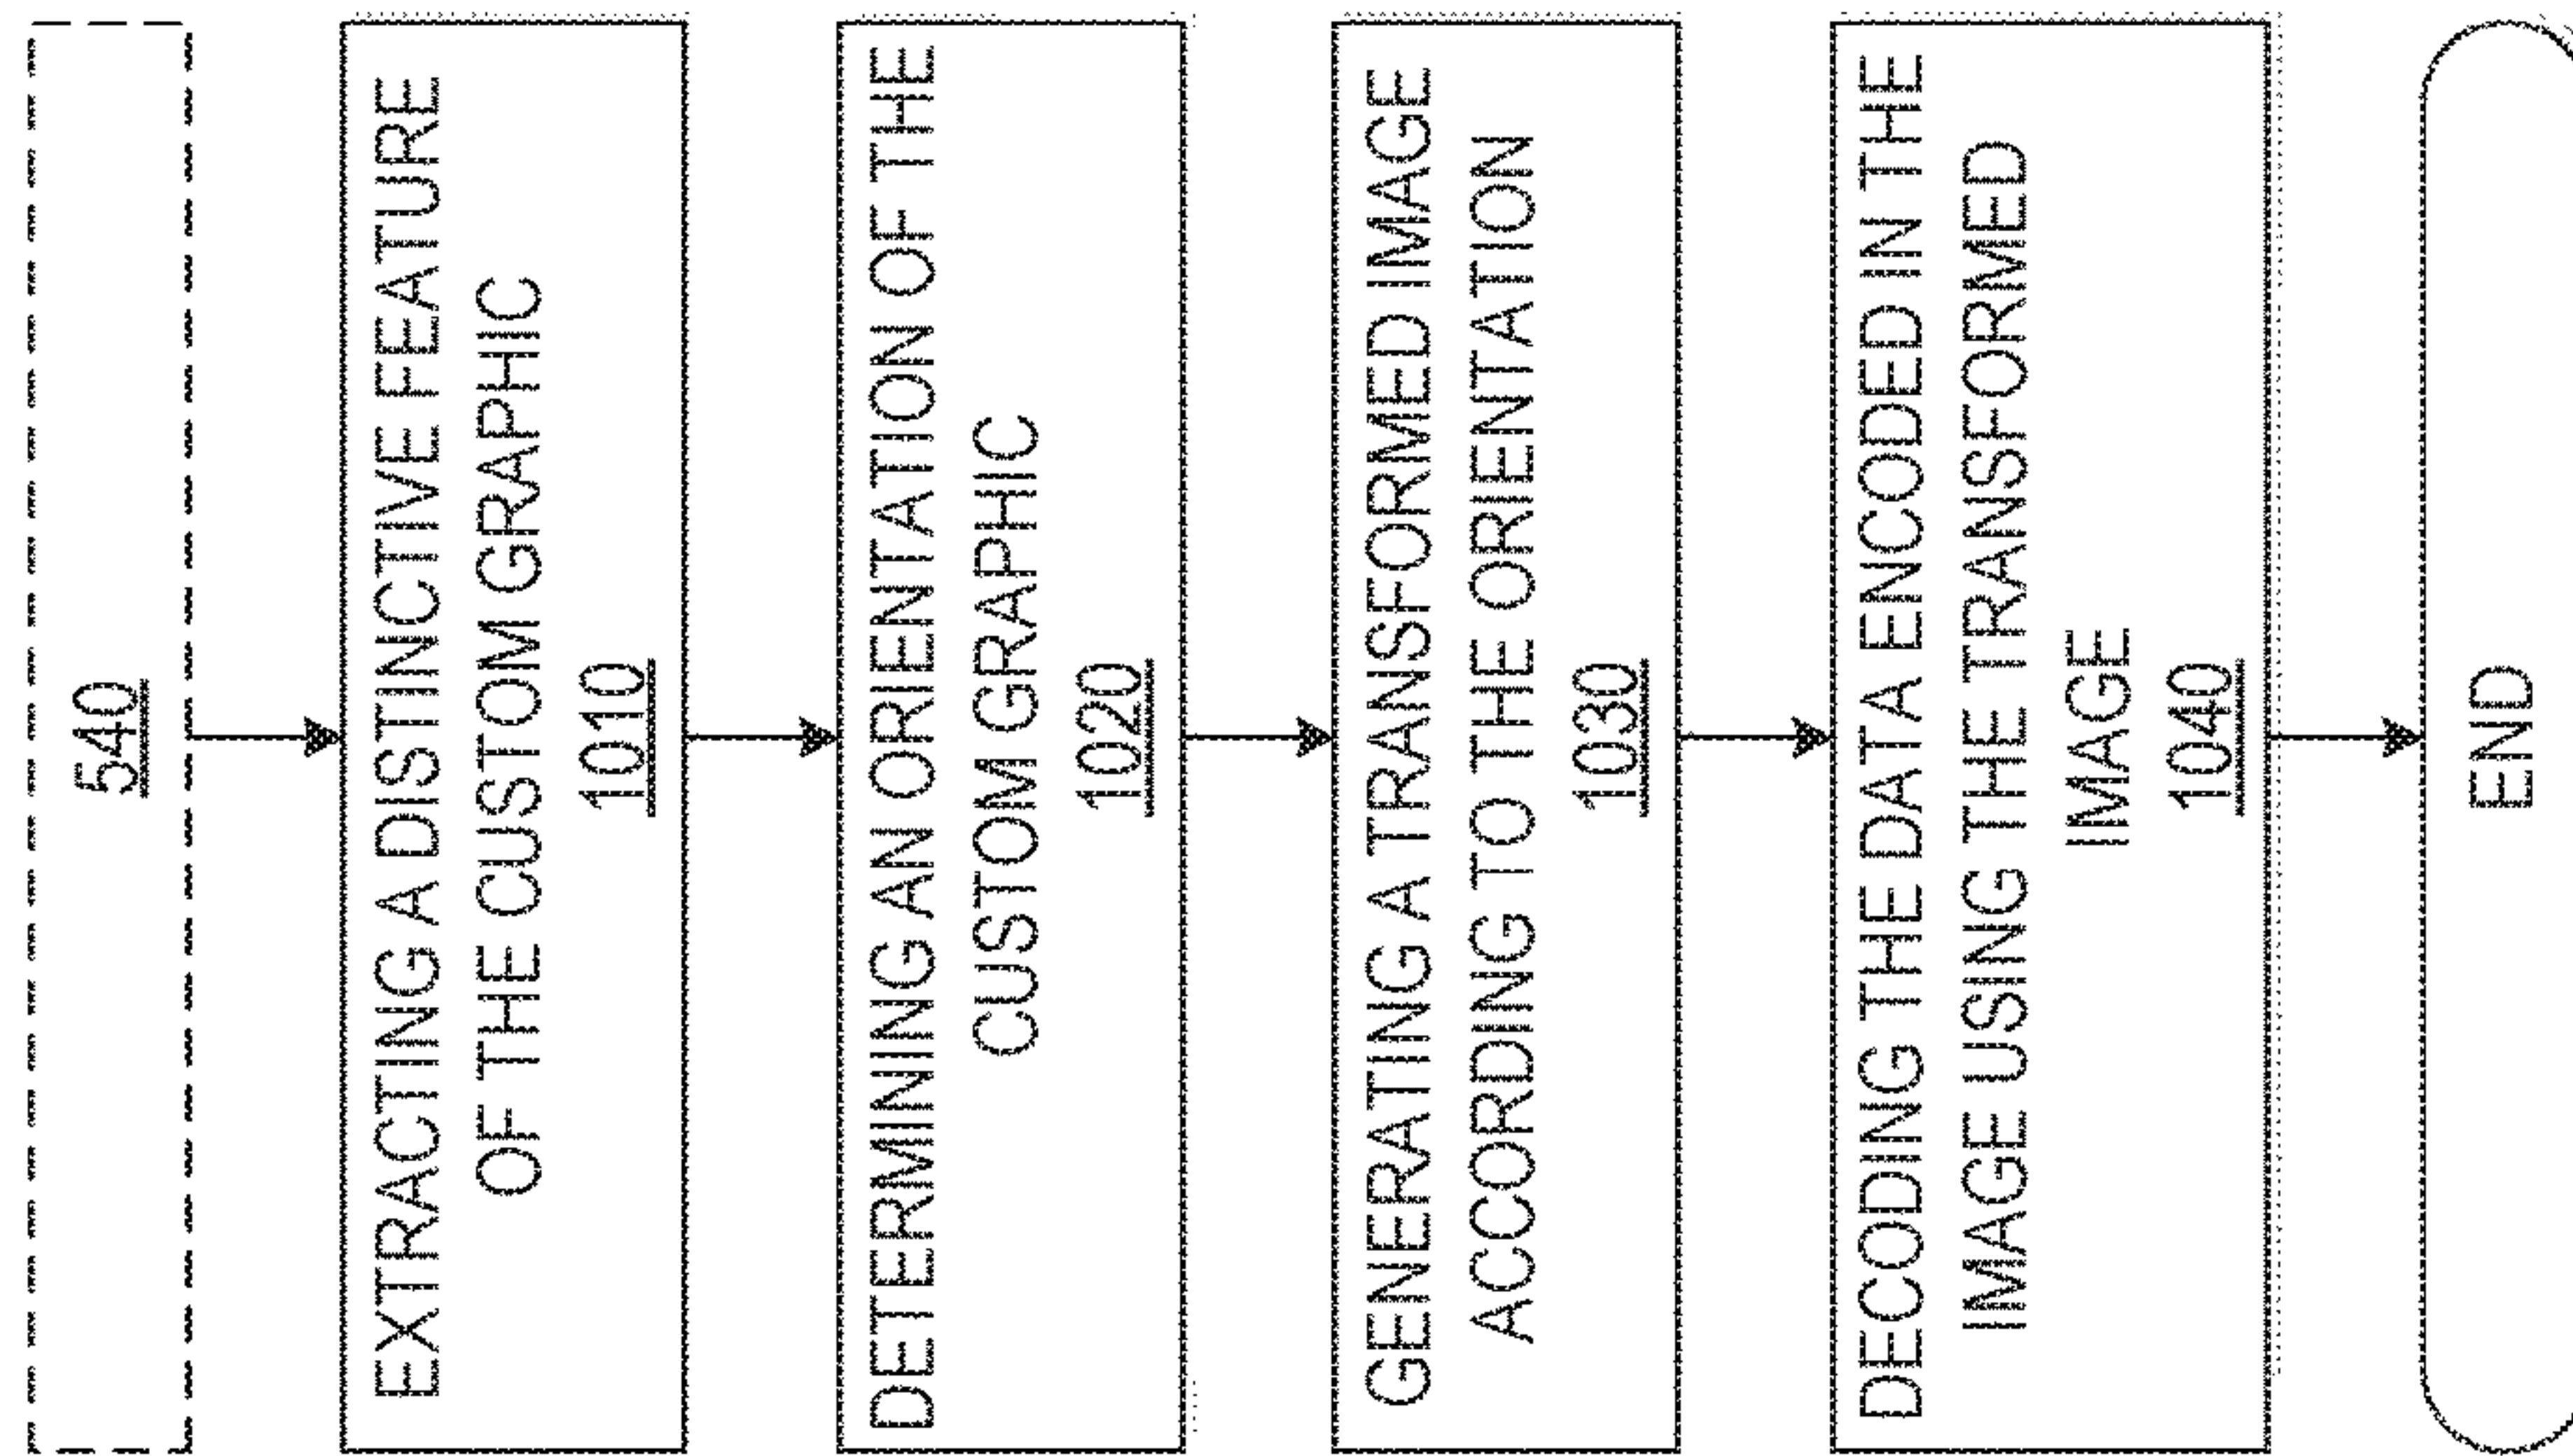 540
EXTRACTING A DISTINCTIVE FEATURE
OF THE CUSTOM GRAPHIC
1010
DETERMINING AN ORIENTATION OF THE
CUSTOM GRAPHIC
1020
GENERATING A TRANSFORMED IMAGE
ACCORDING TO THE ORIENTATION
1030
DECODING THE DATA ENCODED IN THE
IMAGE USING THE TRANSFORMED
IMAGE
1040
END